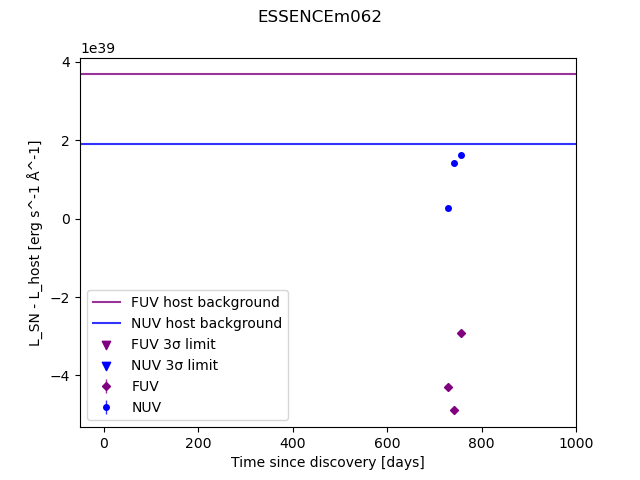 ESSENCEm062
1e39
4
2
0
−2
−4
L_SN - L_host [erg s^-1 Å^-1]
FUV host background
NUV host background
FUV 3σ limit
NUV 3σ limit
FUV
NUV
0 200 400 600 800 1000
Time since discovery [days]